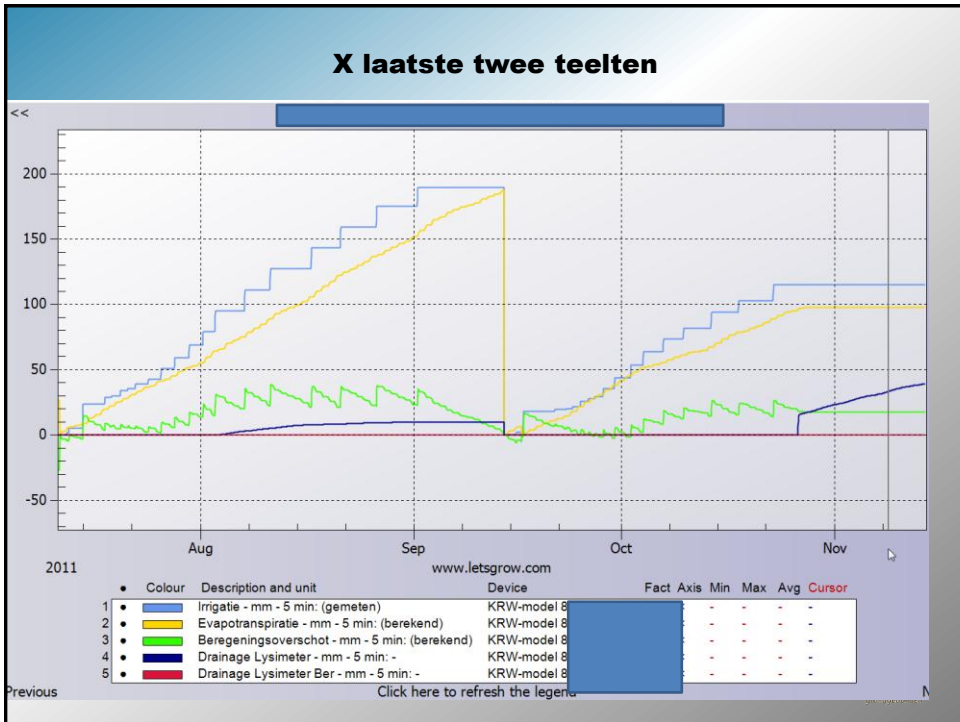 X laatste twee teelten
<<
200
150
100
50
0
-50
Aug Sep Oct Nov
2011 www.letsgrow.com
• Colour Description and unit Device Fact Axis Min Max Avg Cursor
1 • Irrigatie - mm - 5 min: (gemeten) KRW-model 8 - - - -
2 • Evapotranspiratie - mm - 5 min: (berekend) KRW-model 8 - - - -
3 • Beregeningsoverschot - mm - 5 min: (berekend) KRW-model 8 - - - -
4 • Drainage Lysimeter - mm - 5 min: - KRW-model 8 - - - -
5 • Drainage Lysimeter Ber - mm - 5 min: - KRW-model 8 - - - -
Previous Click here to refresh the legend N